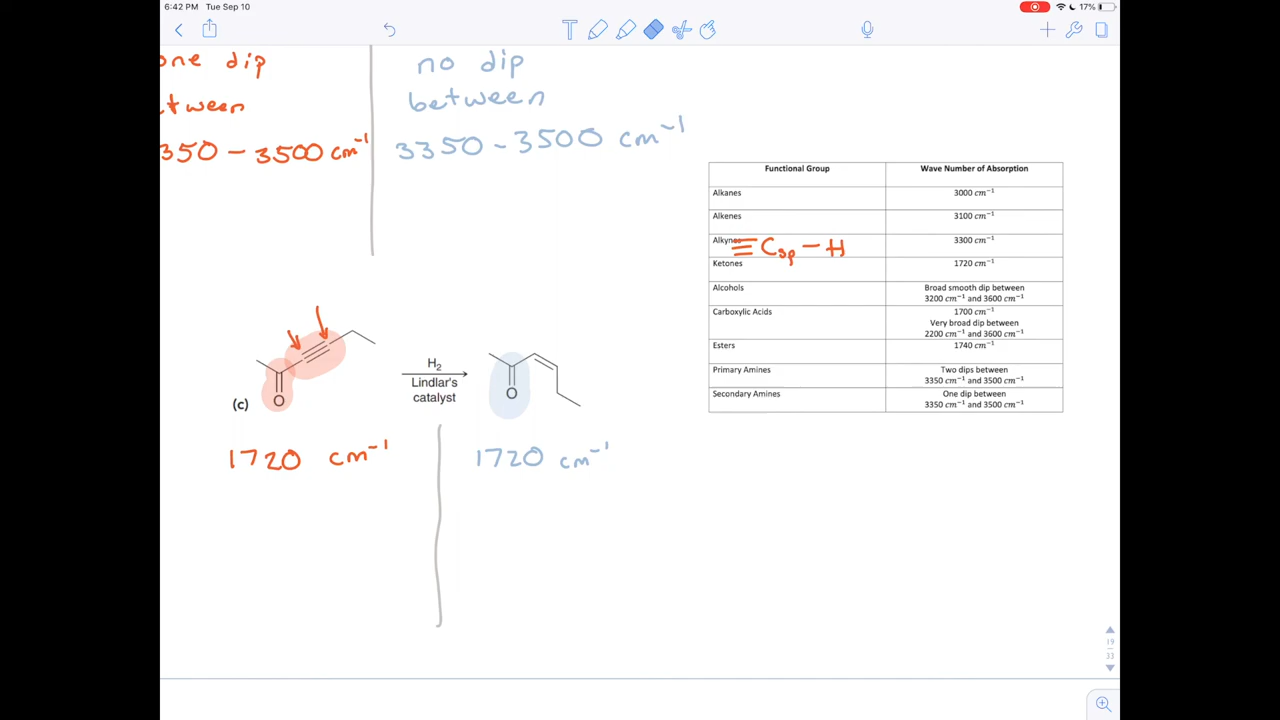 6:42 PM Tue Sep 10
17%
one dip
between
350 – 3500 cm⁻¹
no dip
between
3350 – 3500 cm⁻¹
Functional Group Wave Number of Absorption
Alkanes 3000 cm⁻¹
Alkenes 3100 cm⁻¹
Alkynes 3300 cm⁻¹
≡ Csp – H
Ketones 1720 cm⁻¹
Alcohols Broad smooth dip between
3200 cm⁻¹ and 3600 cm⁻¹
Carboxylic Acids 1700 cm⁻¹
Very broad dip between
2200 cm⁻¹ and 3600 cm⁻¹
Esters 1740 cm⁻¹
Primary Amines Two dips between
3350 cm⁻¹ and 3500 cm⁻¹
Secondary Amines One dip between
3350 cm⁻¹ and 3500 cm⁻¹
(c)
O
H₂
Lindlar's
catalyst
O
1720 cm⁻¹
1720 cm⁻¹
19
33